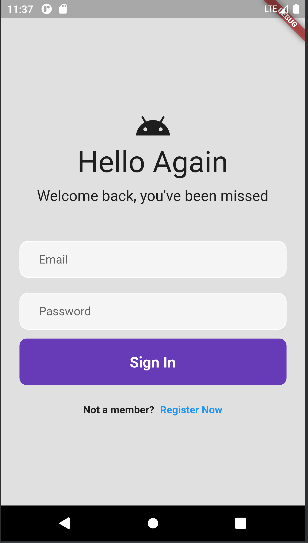 11:37
LTE
DEBUG
Hello Again
Welcome back, you've been missed
Email
Password
Sign In
Not a member? Register Now